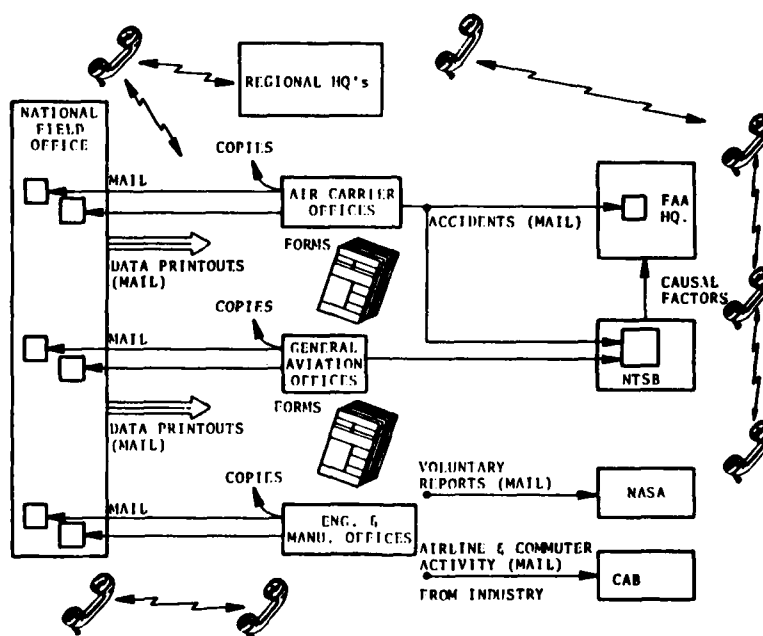 REGIONAL HQ's
NATIONAL
FIELD
OFFICE
COPIES
MAIL
AIR CARRIER
OFFICES
FAA
HQ.
ACCIDENTS (MAIL)
FORMS
DATA PRINTOUTS
(MAIL)
CAUSAL
FACTORS
COPIES
MAIL
GENERAL
AVIATION
OFFICES
NTSB
FORMS
DATA PRINTOUTS
(MAIL)
VOLUNTARY
REPORTS (MAIL)
NASA
COPIES
MAIL
ENG. &
MANU. OFFICES
AIRLINE & COMMUTER
ACTIVITY (MAIL)
FROM INDUSTRY
CAB